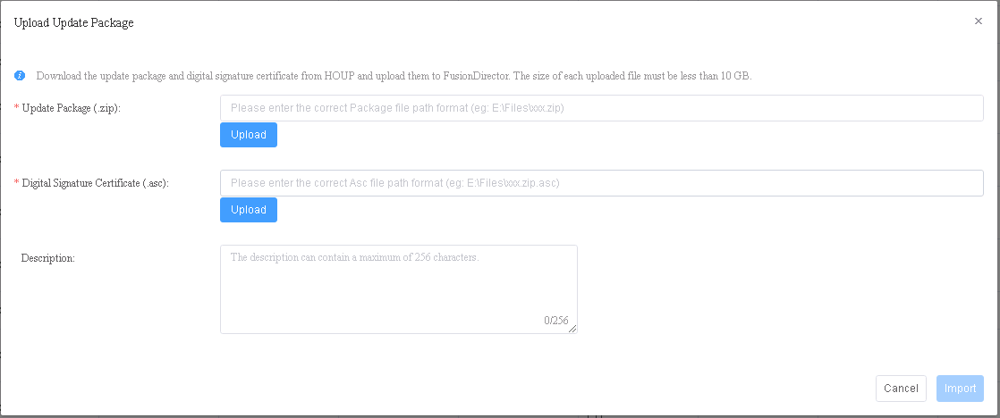 Upload Update Package
Download the update package and digital signature certificate from HOUP and upload them to FusionDirector. The size of each uploaded file must be less than 10 GB.
* Update Package (.zip):
Please enter the correct Package file path format (eg: E:\Files\xxx.zip)
Upload
* Digital Signature Certificate (.asc):
Please enter the correct Asc file path format (eg: E:\Files\xxx.zip.asc)
Upload
Description:
The description can contain a maximum of 256 characters.
0/256
Cancel
Import